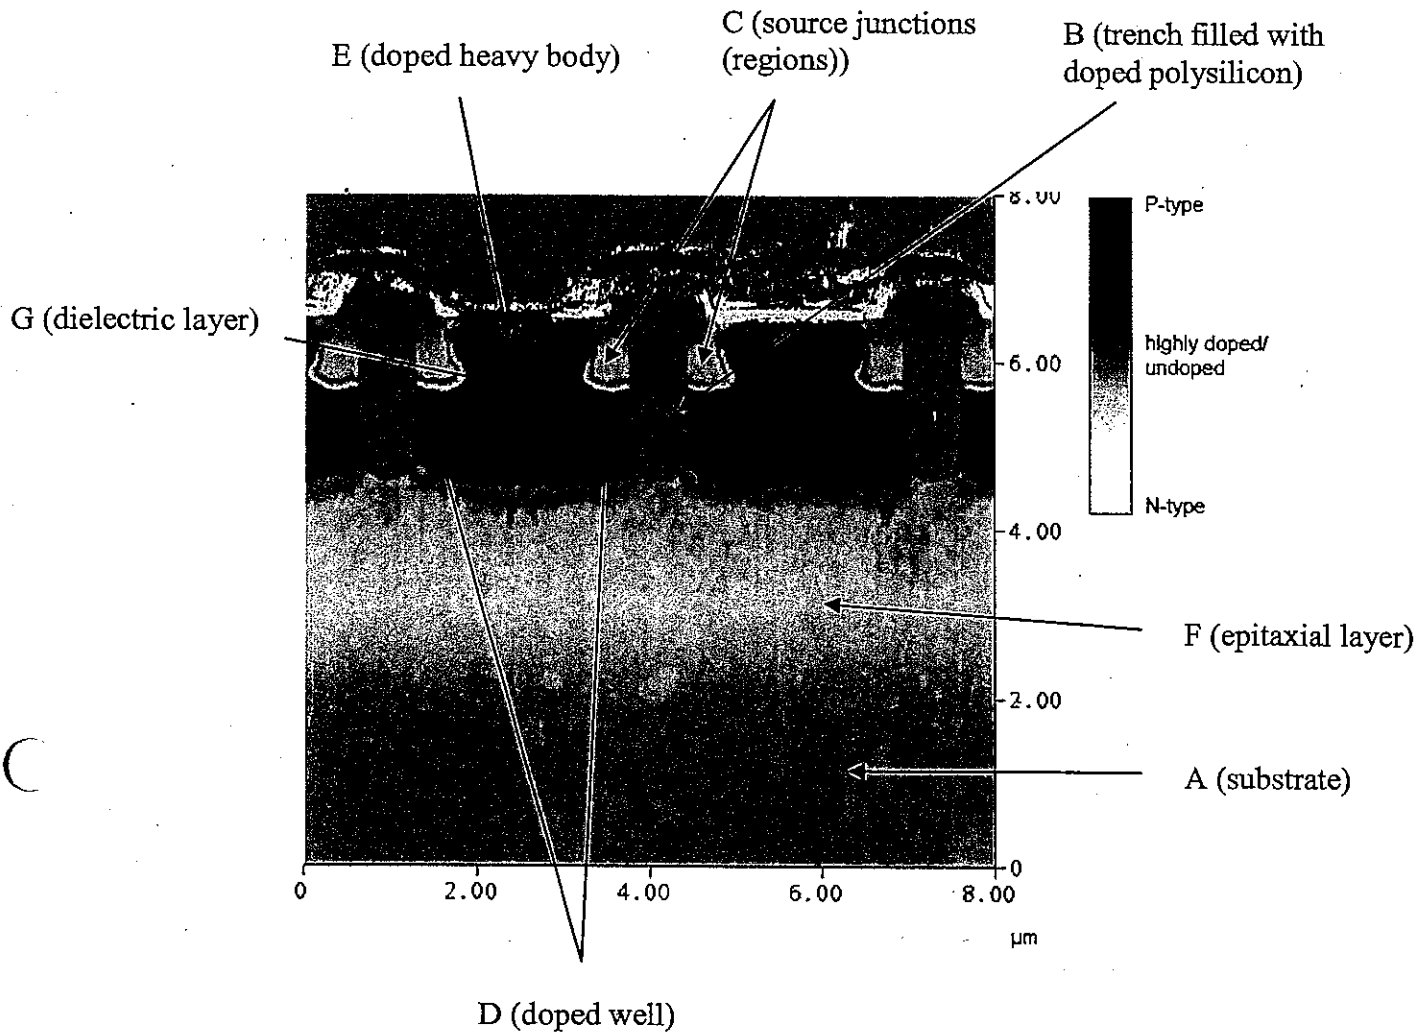 C (source junctions
(regions))
B (trench filled with
doped polysilicon)
E (doped heavy body)
G (dielectric layer)
8.00
P-type
highly doped/
undoped
6.00
N-type
4.00
F (epitaxial layer)
2.00
A (substrate)
0
0
2.00
4.00
6.00
8.00
µm
D (doped well)